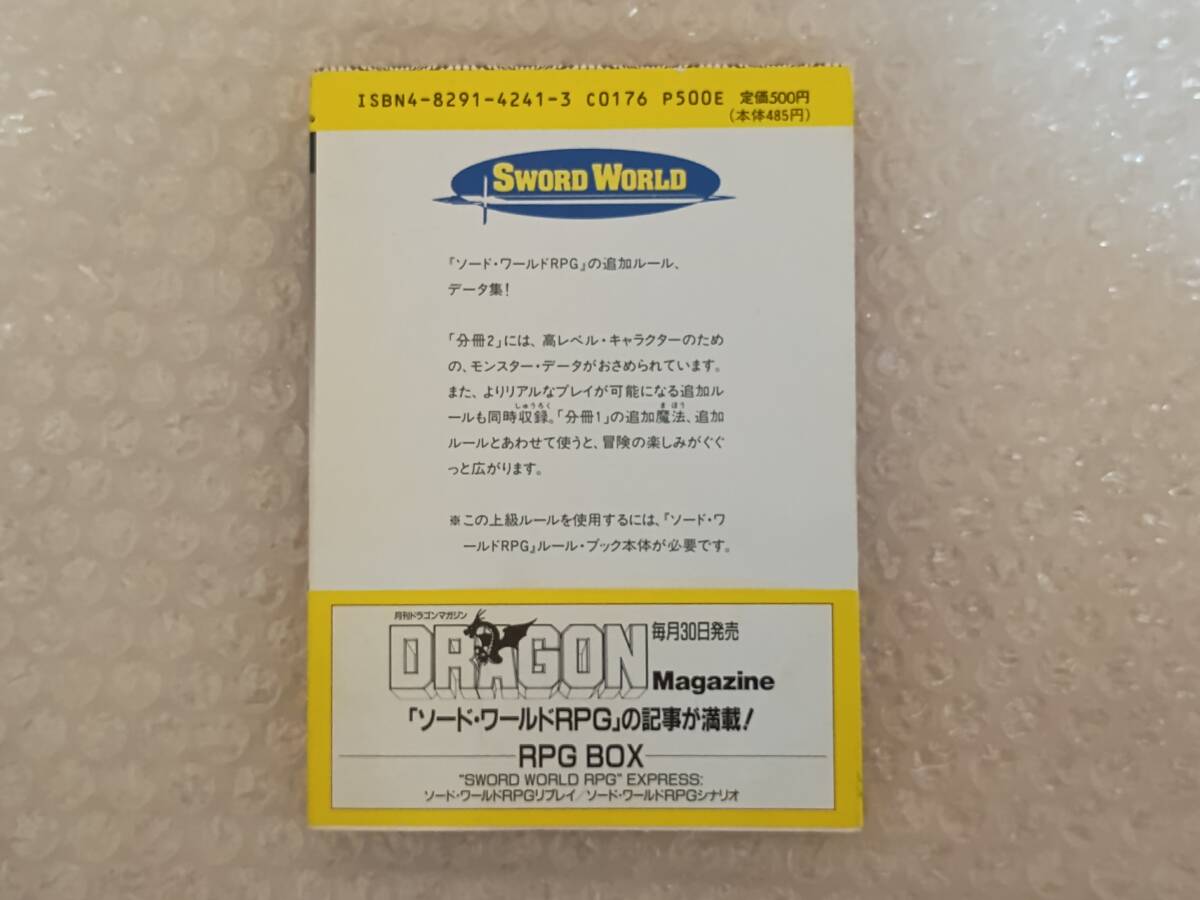 ISBN4-8291-4241-3 C0176 P500E 定価500円
(本体485円)
SWORD WORLD
『ソード・ワールドRPG』の追加ルール、
データ集!
「分冊2」には、高レベル・キャラクターのため
の、モンスター・データがおさめられています。
また、よりリアルなプレイが可能になる追加ル
しゅうろく まほう
ールも同時収録。「分冊1」の追加魔法、追加
ルールとあわせて使うと、冒険の楽しみがぐぐ
っと広がります。
※この上級ルールを使用するには、『ソード・ワ
ールドRPG』ルール・ブック本体が必要です。
月刊ドラゴンマガジン
DRAGON 毎月30日発売
Magazine
「ソード・ワールドRPG」の記事が満載!
RPG BOX
"SWORD WORLD RPG" EXPRESS:
ソード・ワールドRPGリプレイ/ソード・ワールドRPGシナリオ